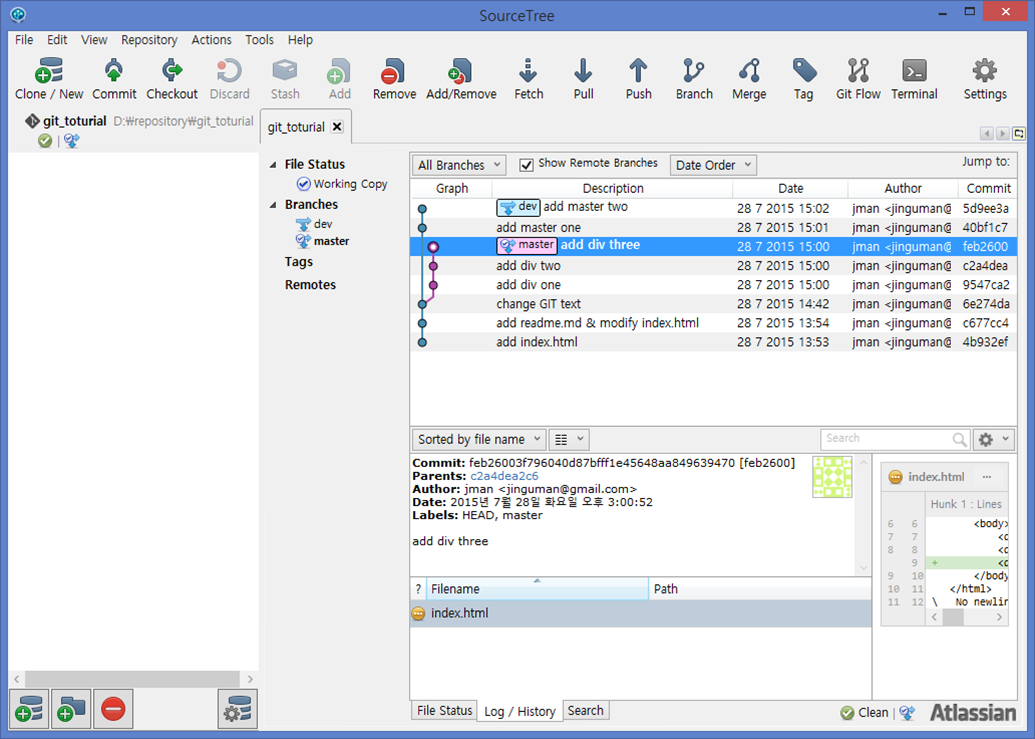 SourceTree
File Edit View Repository Actions Tools Help
Clone / New Commit Checkout Discard Stash Add Remove Add/Remove Fetch Pull Push Branch Merge Tag Git Flow Terminal Settings
git_toturial D:₩repository₩git_toturial
git_toturial
File Status
Working Copy
Branches
dev
master
Tags
Remotes
All Branches Show Remote Branches Date Order Jump to:
Graph Description Date Author Commit
dev add master two 28 7 2015 15:02 jman <jinguman@ 5d9ee3a
add master one 28 7 2015 15:01 jman <jinguman@ 40bf1c7
master add div three 28 7 2015 15:00 jman <jinguman@ feb2600
add div two 28 7 2015 15:00 jman <jinguman@ c2a4dea
add div one 28 7 2015 15:00 jman <jinguman@ 9547ca2
change GIT text 28 7 2015 14:42 jman <jinguman@ 6e274da
add readme.md & modify index.html 28 7 2015 13:54 jman <jinguman@ c677cc4
add index.html 28 7 2015 13:53 jman <jinguman@ 4b932ef
Sorted by file name Search
Commit: feb26003f796040d87bfff1e45648aa849639470 [feb2600]
Parents: c2a4dea2c6
Author: jman <jinguman@gmail.com>
Date: 2015년 7월 28일 화요일 오후 3:00:52
Labels: HEAD, master
add div three
? Filename Path
index.html
index.html ...
Hunk 1 : Lines
6 6 <body>
7 7 <d
8 8 <d
9 + <d
9 10 </body
10 11 </html>
11 12 \ No newlin
File Status Log / History Search
Clean Atlassian